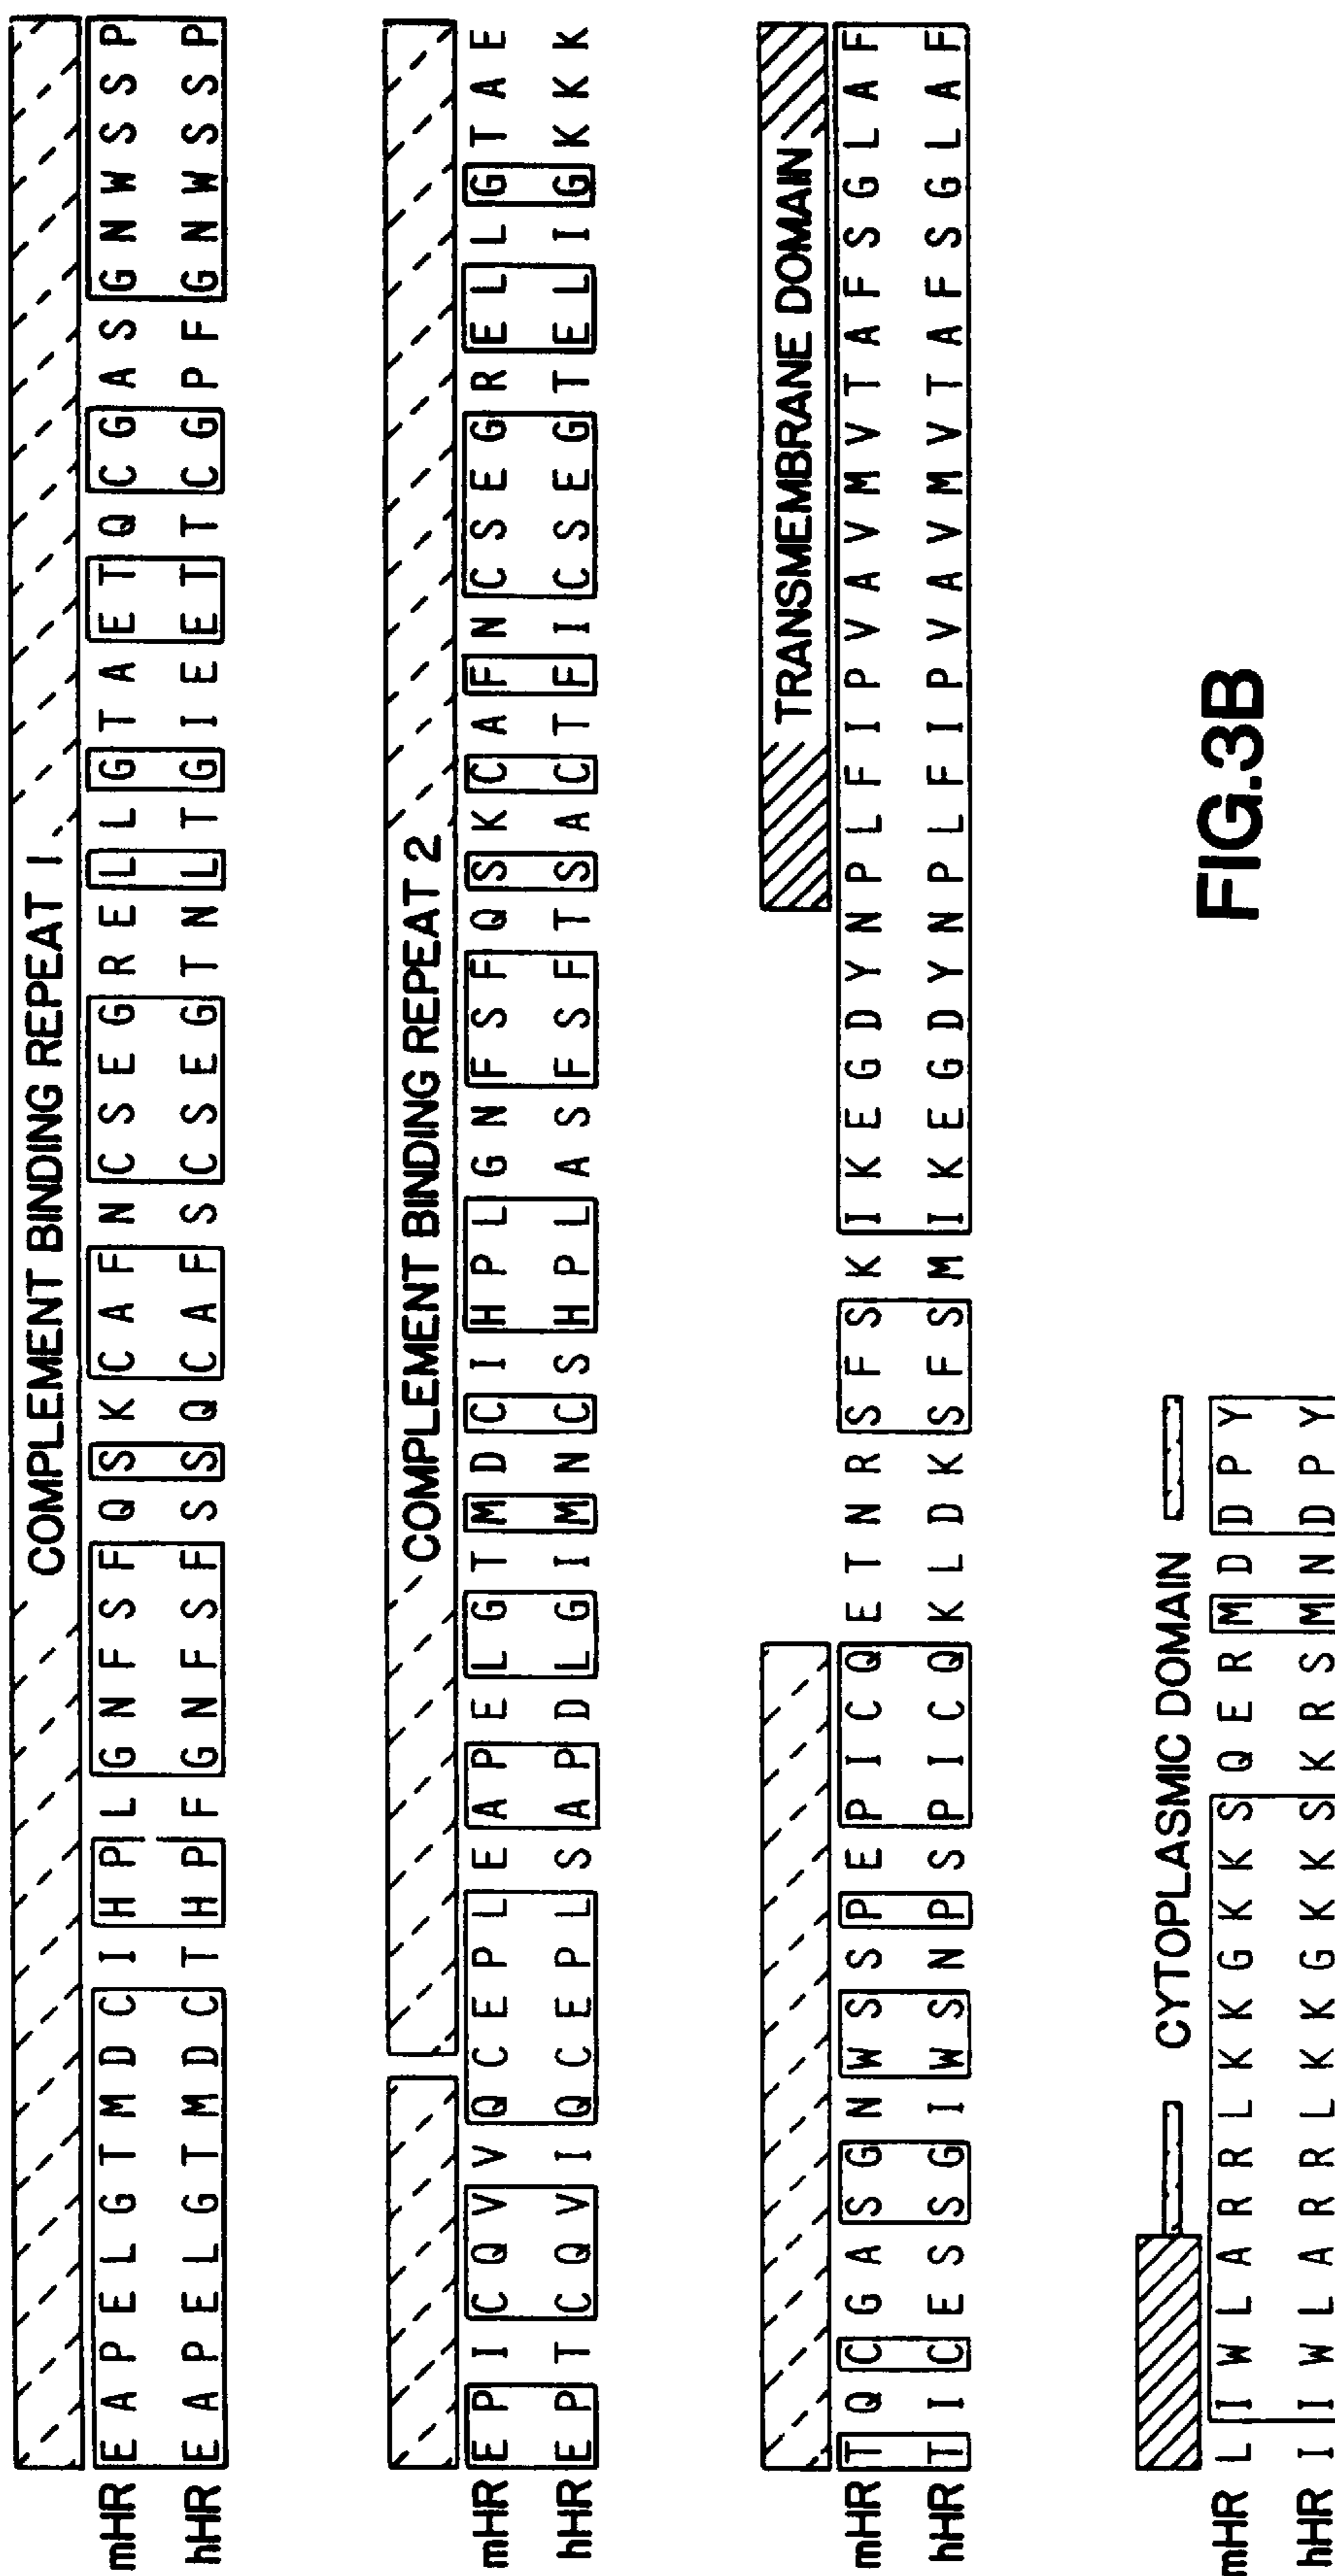 COMPLEMENT BINDING REPEAT 1
mHR E A P E L G T M D C I H P L G N F S F Q S K C A F N C S E G R E L L G T A E T Q C G A S G N W S S P
hHR E A P E L G T M D C T H P F G N F S F S S Q C A F S C S E G T N L T G I E E T T C G P F G N W S S P
COMPLEMENT BINDING REPEAT 2
mHR E P I C Q V V Q C E P L E A P E L G T M D C I H P L G N F S F Q S K C A F N C S E G R E L L G T A E
hHR E P T C Q V I Q C E P L S A P D L G I M N C S H P L A S F S F T S A C T F I C S E G T E L I G K K K
TRANSMEMBRANE DOMAIN
mHR T Q C G A S G N W S S P E P I C Q E T N R S F S K I K E G D Y N P L F I P V A V M V T A F S G L A F
hHR T I C E S S G I W S N P S P I C Q K L D K S F S M I K E G D Y N P L F I P V A V M V T A F S G L A F
CYTOPLASMIC DOMAIN
mHR L I W L A R R L K K G K K S Q E R M D D P Y
hHR I I W L A R R L K K G K K S K R S M N D P Y
FIG.3B